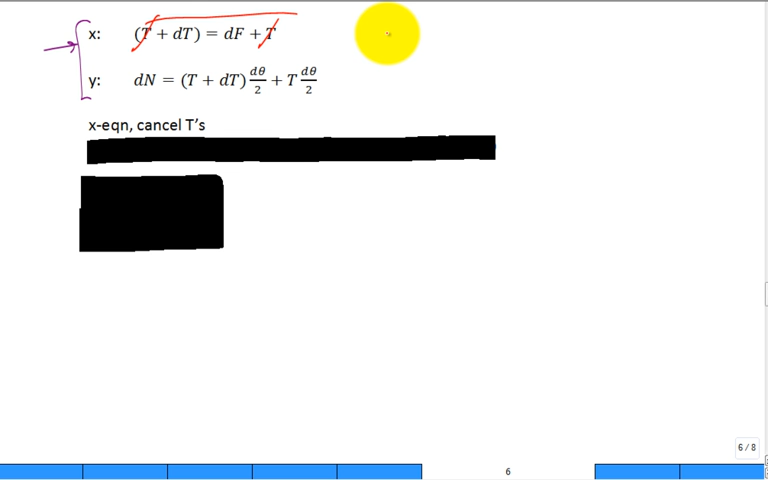 x: (T + dT) = dF + T
y: dN = (T + dT) dθ/2 + T dθ/2
x-eqn, cancel T's
6 / 8
6